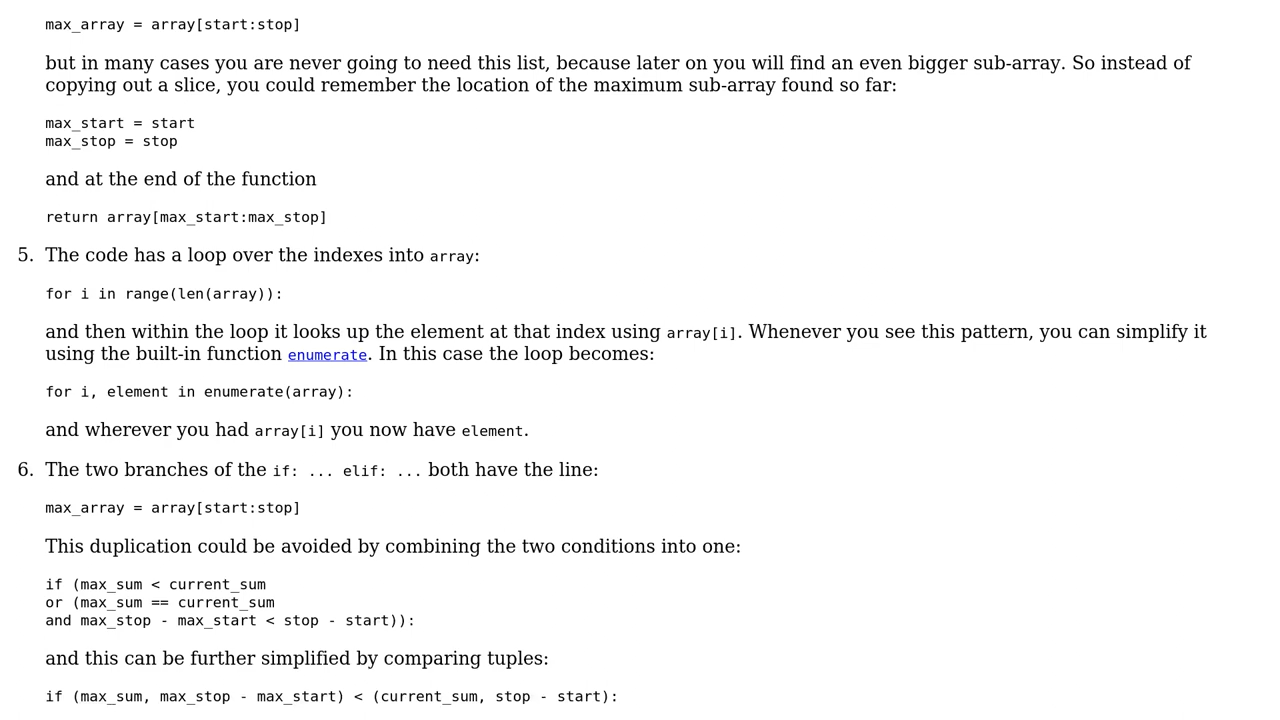 max_array = array[start:stop]
but in many cases you are never going to need this list, because later on you will find an even bigger sub-array. So instead of
copying out a slice, you could remember the location of the maximum sub-array found so far:
max_start = start
max_stop = stop
and at the end of the function
return array[max_start:max_stop]
5. The code has a loop over the indexes into array:
for i in range(len(array)):
and then within the loop it looks up the element at that index using array[i]. Whenever you see this pattern, you can simplify it
using the built-in function enumerate. In this case the loop becomes:
for i, element in enumerate(array):
and wherever you had array[i] you now have element.
6. The two branches of the if: ... elif: ... both have the line:
max_array = array[start:stop]
This duplication could be avoided by combining the two conditions into one:
if (max_sum < current_sum
or (max_sum == current_sum
and max_stop - max_start < stop - start)):
and this can be further simplified by comparing tuples:
if (max_sum, max_stop - max_start) < (current_sum, stop - start):